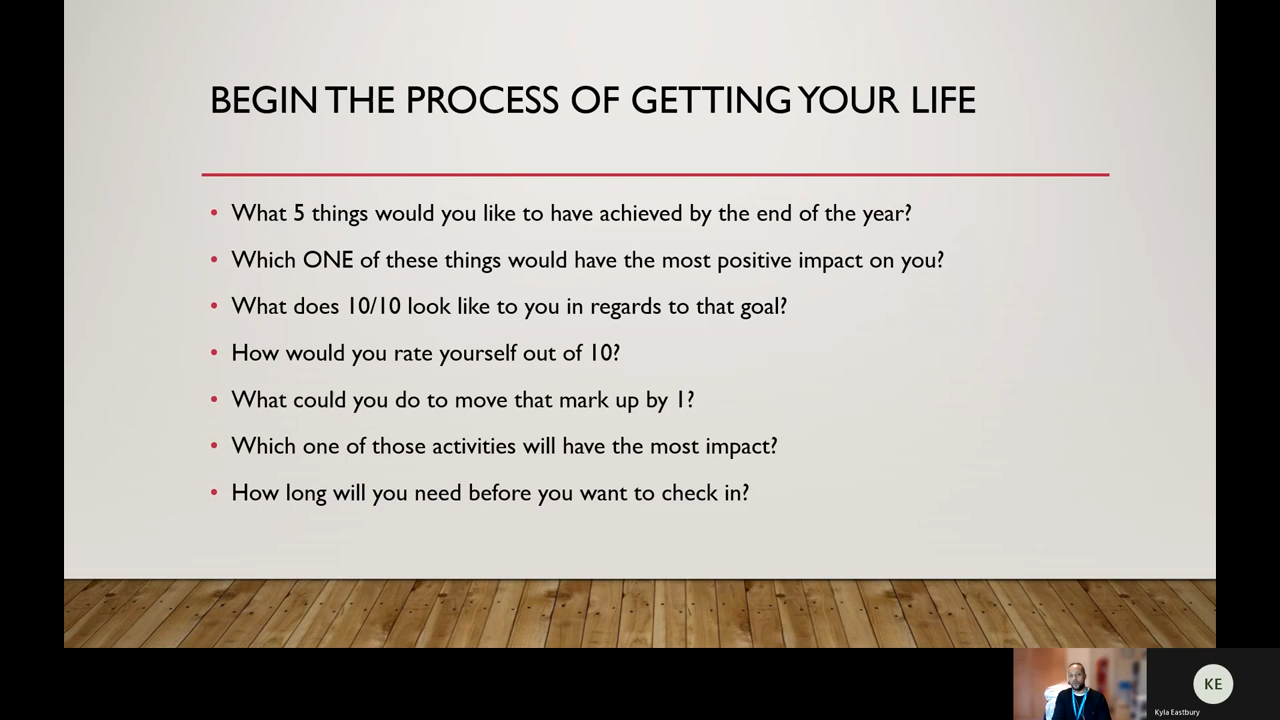 BEGIN THE PROCESS OF GETTING YOUR LIFE
• What 5 things would you like to have achieved by the end of the year?
• Which ONE of these things would have the most positive impact on you?
• What does 10/10 look like to you in regards to that goal?
• How would you rate yourself out of 10?
• What could you do to move that mark up by 1?
• Which one of those activities will have the most impact?
• How long will you need before you want to check in?
KE
Kyla Eastbury